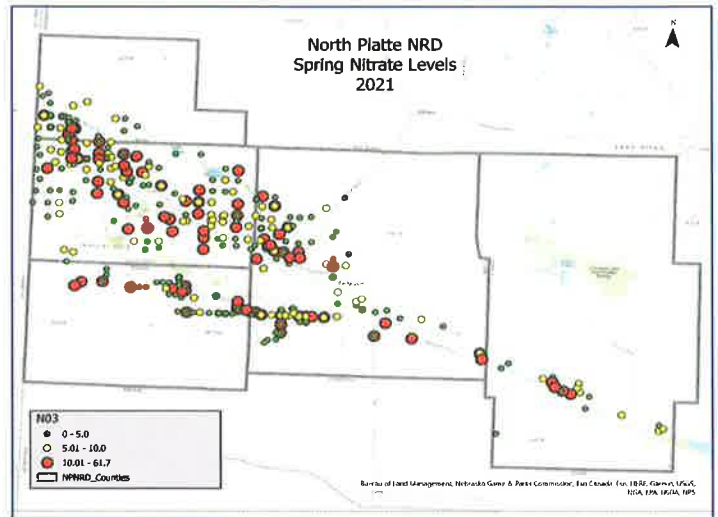 North Platte NRD
Spring Nitrate Levels
2021
N
N03
0 - 5.0
5.01 - 10.0
10.01 - 61.7
NPNRD_Counties
Bureau of Land Management, Nebraska Game & Parks Commission, Esri Canada, Esri, HERE, Garmin, USGS,
NGA, EPA, USDA, NPS